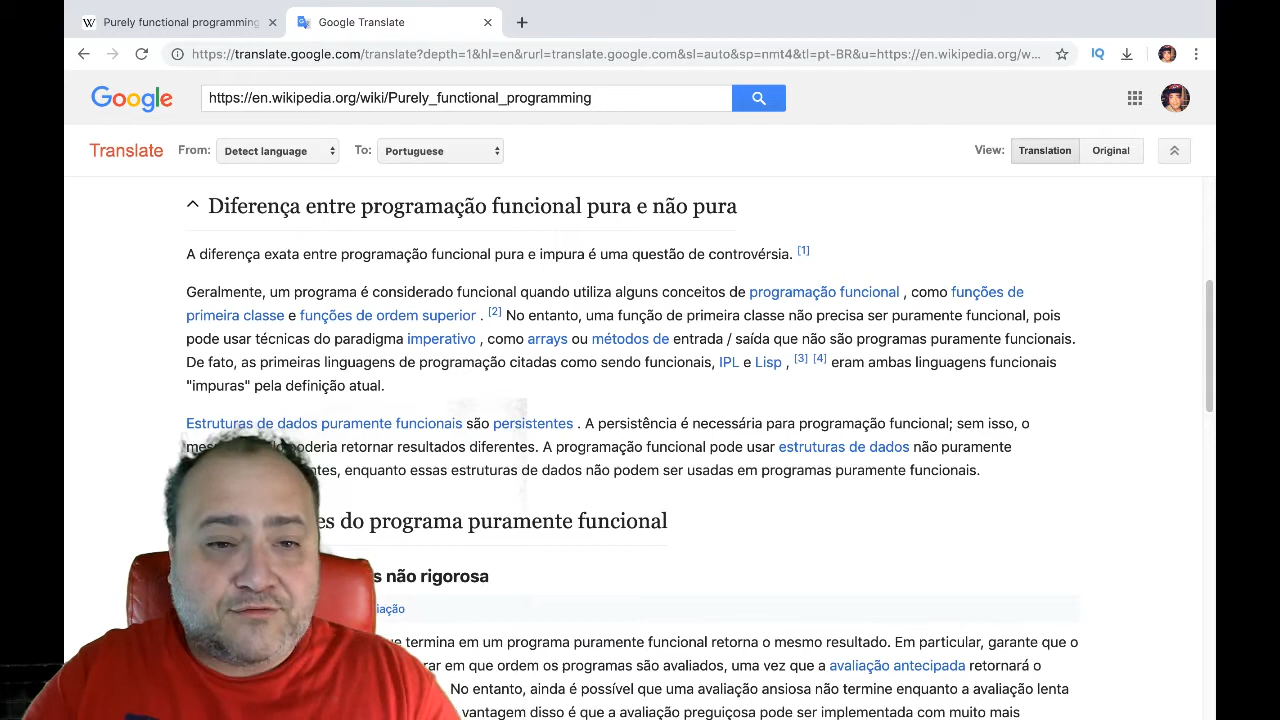 Purely functional programming
Google Translate
https://translate.google.com/translate?depth=1&hl=en&rurl=translate.google.com&sl=auto&sp=nmt4&tl=pt-BR&u=https://en.wikipedia.org/w...
Google
https://en.wikipedia.org/wiki/Purely_functional_programming
Translate From: Detect language To: Portuguese View: Translation Original
Diferença entre programação funcional pura e não pura
A diferença exata entre programação funcional pura e impura é uma questão de controvérsia. [1]
Geralmente, um programa é considerado funcional quando utiliza alguns conceitos de programação funcional , como funções de
primeira classe e funções de ordem superior . [2] No entanto, uma função de primeira classe não precisa ser puramente funcional, pois
pode usar técnicas do paradigma imperativo , como arrays ou métodos de entrada / saída que não são programas puramente funcionais.
De fato, as primeiras linguagens de programação citadas como sendo funcionais, IPL e Lisp , [3] [4] eram ambas linguagens funcionais
"impuras" pela definição atual.
Estruturas de dados puramente funcionais são persistentes . A persistência é necessária para programação funcional; sem isso, o
poderia retornar resultados diferentes. A programação funcional pode usar estruturas de dados não puramente
enquanto essas estruturas de dados não podem ser usadas em programas puramente funcionais.
do programa puramente funcional
não rigorosa
termina em um programa puramente funcional retorna o mesmo resultado. Em particular, garante que o
em que ordem os programas são avaliados, uma vez que a avaliação antecipada retornará o
No entanto, ainda é possível que uma avaliação ansiosa não termine enquanto a avaliação lenta
vantagem disso é que a avaliação preguiçosa pode ser implementada com muito mais